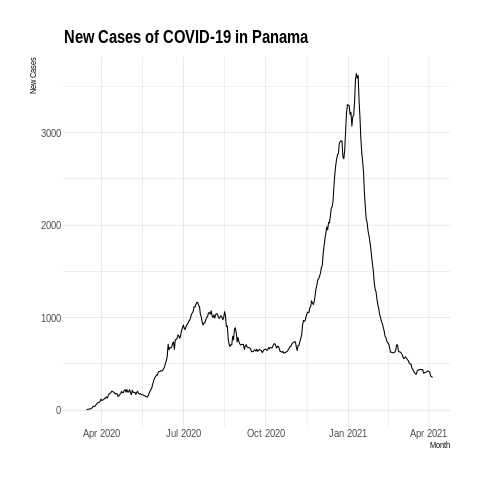 New Cases of COVID-19 in Panama
New Cases
3000
2000
1000
0
Apr 2020 Jul 2020 Oct 2020 Jan 2021 Apr 2021
Month